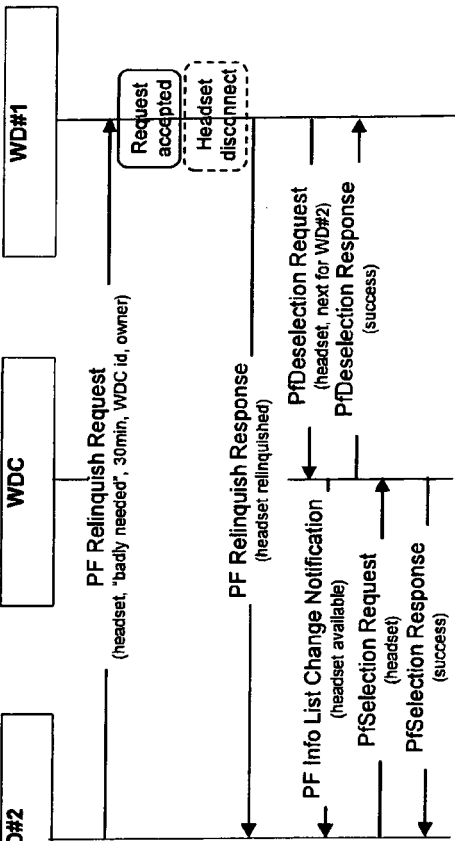 D#2
WDC
WD#1
PF Relinquish Request
(headset, "badly needed", 30min, WDC id, owner)
Request
accepted
Headset
disconnect
PF Relinquish Response
(headset relinquished)
PfDeselection Request
(headset, next for WD#2)
PF Info List Change Notification
(headset available)
PfDeselection Response
(success)
PfSelection Request
(headset)
PfSelection Response
(success)